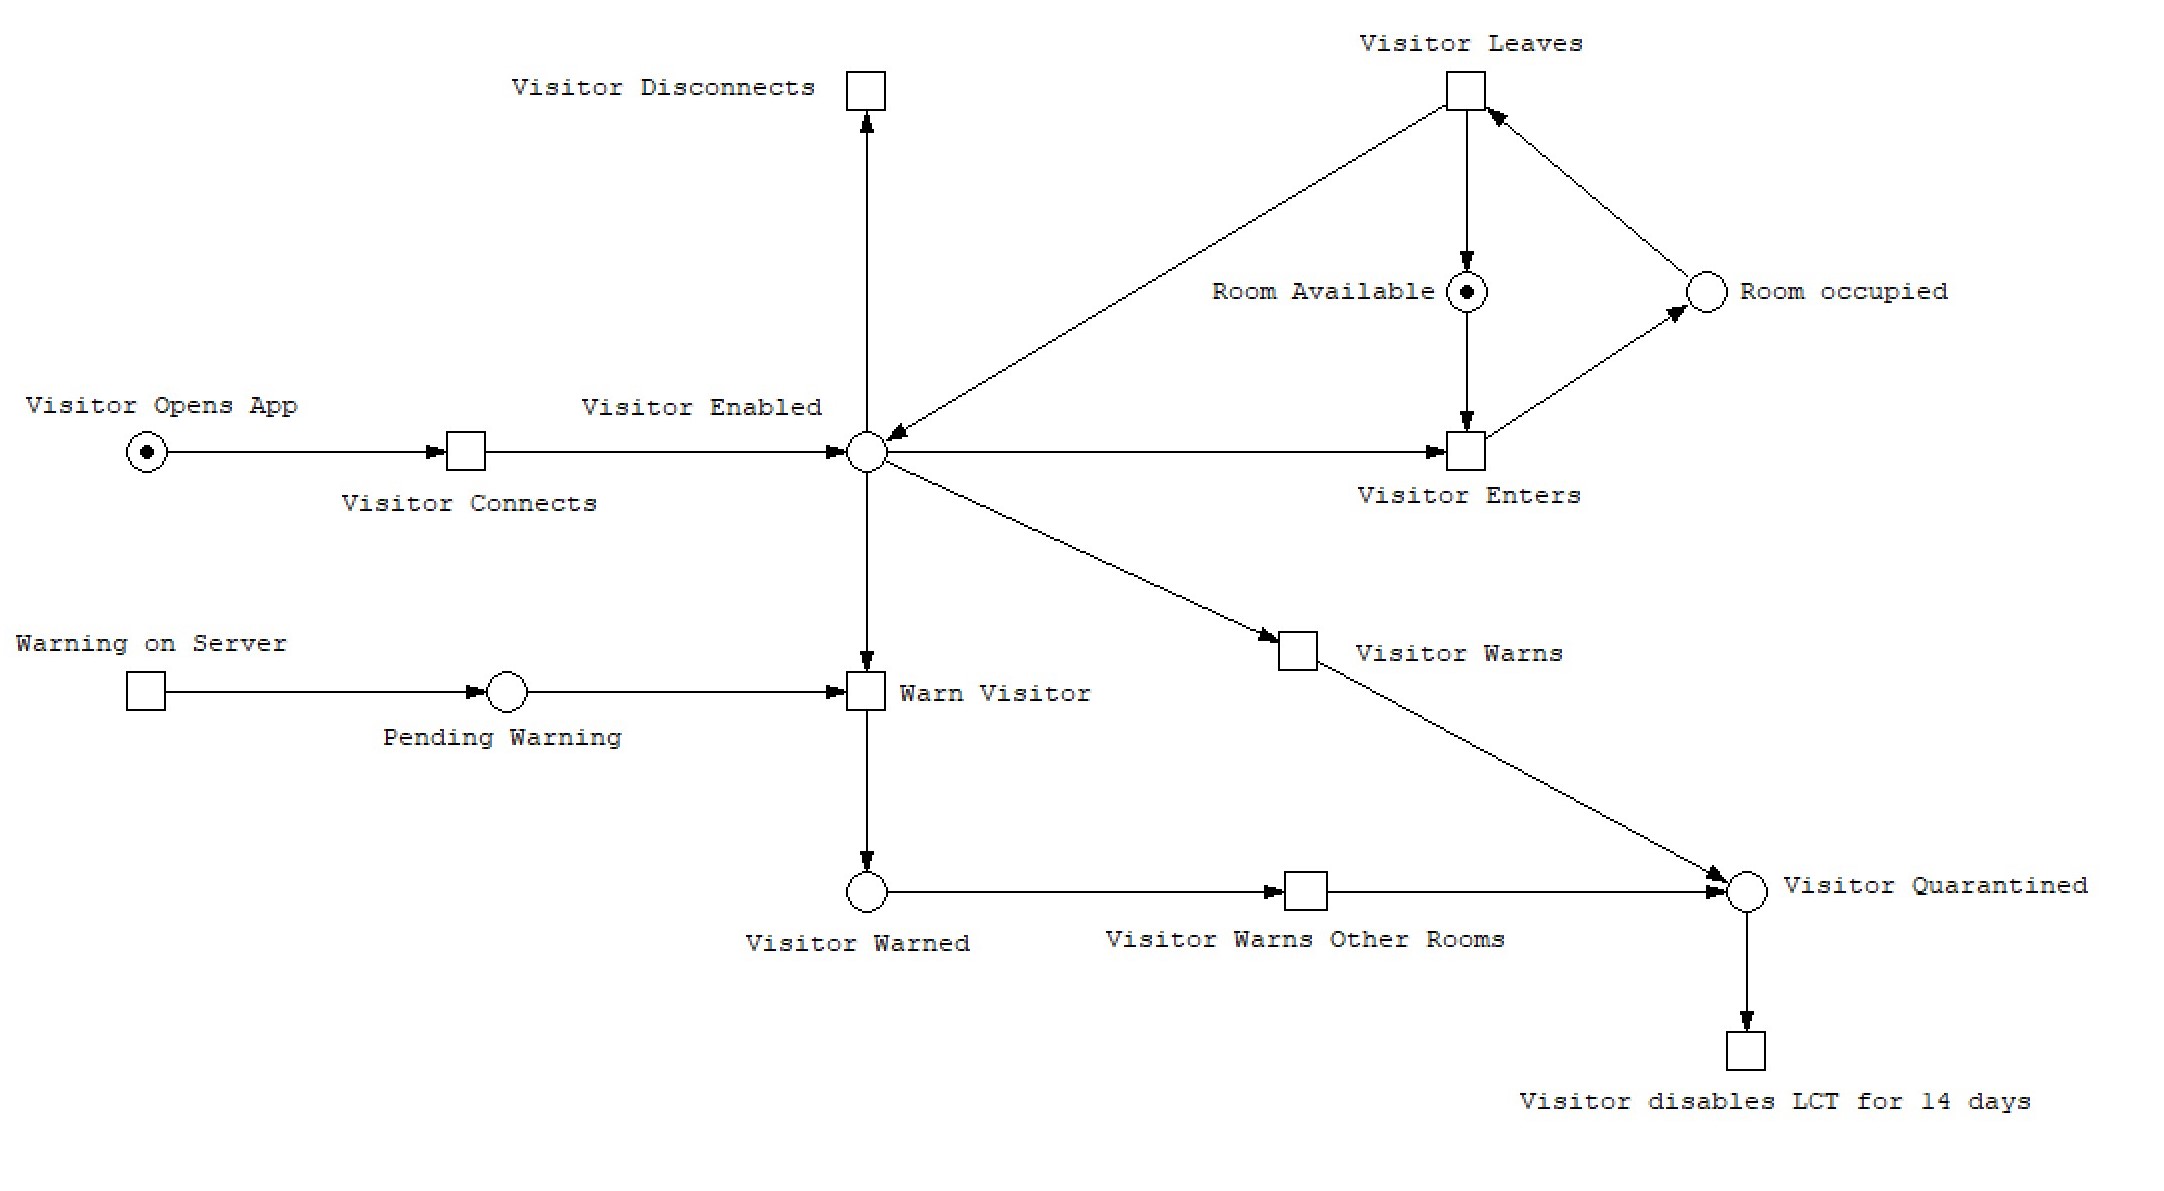 Visitor Leaves
Visitor Disconnects
Room Available
Room occupied
Visitor Opens App
Visitor Enabled
Visitor Connects
Visitor Enters
Warning on Server
Visitor Warns
Warn Visitor
Pending Warning
Visitor Quarantined
Visitor Warned
Visitor Warns Other Rooms
Visitor disables LCT for 14 days